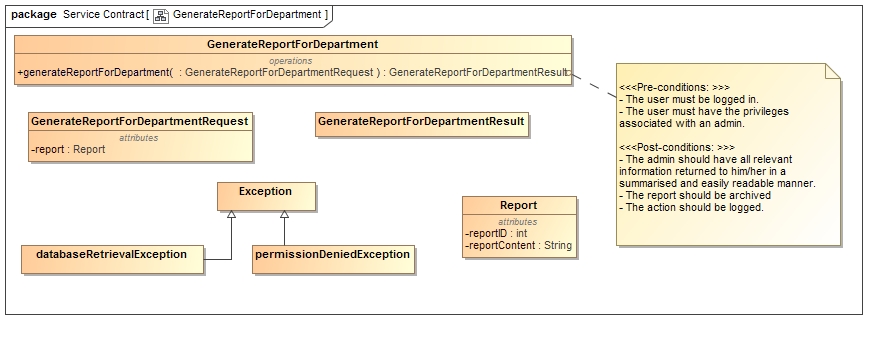 package Service Contract [ GenerateReportForDepartment ]
GenerateReportForDepartment
operations
+generateReportForDepartment( : GenerateReportForDepartmentRequest ) : GenerateReportForDepartmentResult
<<<Pre-conditions: >>>
- The user must be logged in.
- The user must have the privileges
associated with an admin.
<<<Post-conditions: >>>
- The admin should have all relevant
information returned to him/her in a
summarised and easily readable manner.
- The report should be archived
- The action should be logged.
GenerateReportForDepartmentRequest
attributes
-report : Report
GenerateReportForDepartmentResult
Exception
Report
attributes
-reportID : int
-reportContent : String
databaseRetrievalException
permissionDeniedException